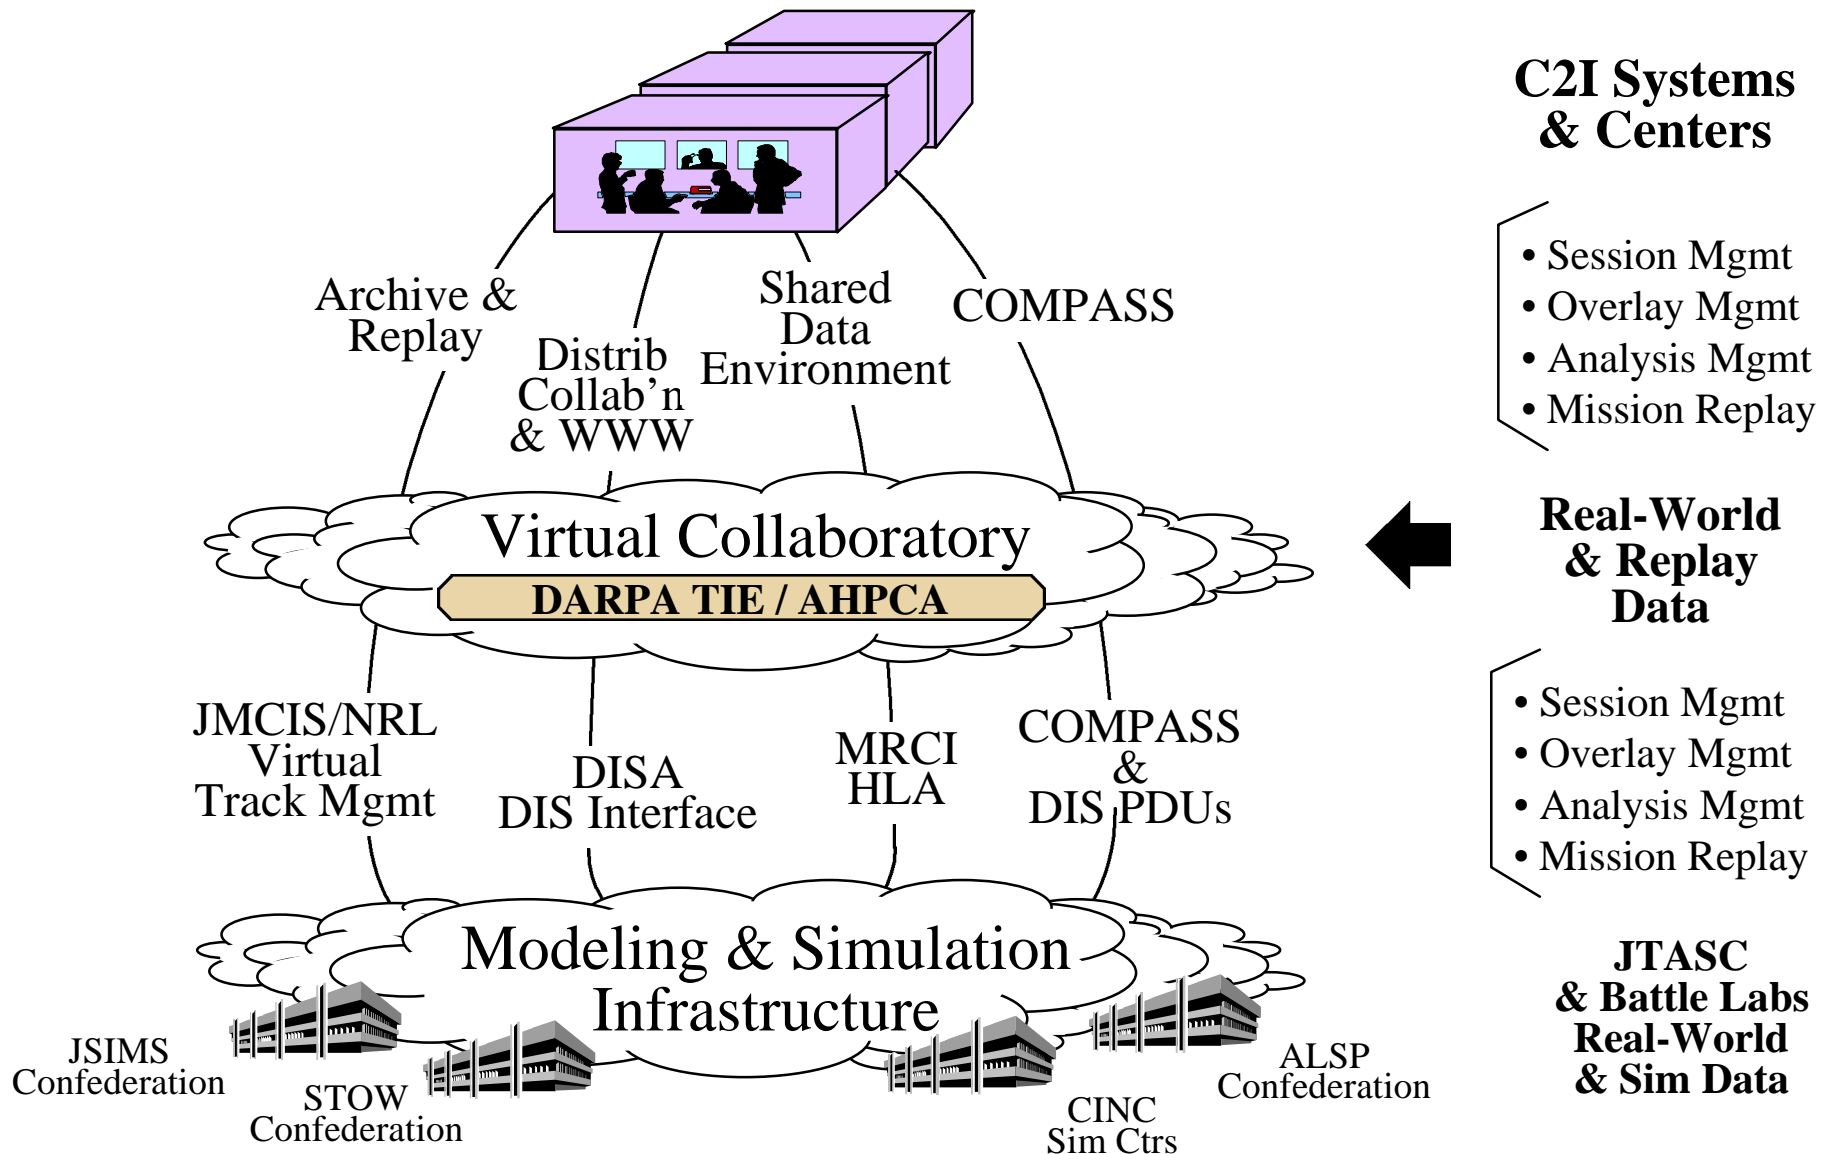 C2I Systems
& Centers
• Session Mgmt
• Overlay Mgmt
• Analysis Mgmt
• Mission Replay
Archive &
Replay
Distrib
Collab’n
& WWW
Shared
Data
Environment
COMPASS
Virtual Collaboratory
DARPA TIE / AHPCA
Real-World
& Replay
Data
JMCIS/NRL
Virtual
Track Mgmt
DISA
DIS Interface
MRCI
HLA
COMPASS
&
DIS PDUs
• Session Mgmt
• Overlay Mgmt
• Analysis Mgmt
• Mission Replay
Modeling & Simulation
Infrastructure
JSIMS
Confederation
STOW
Confederation
CINC
Sim Ctrs
ALSP
Confederation
JTASC
& Battle Labs
Real-World
& Sim Data